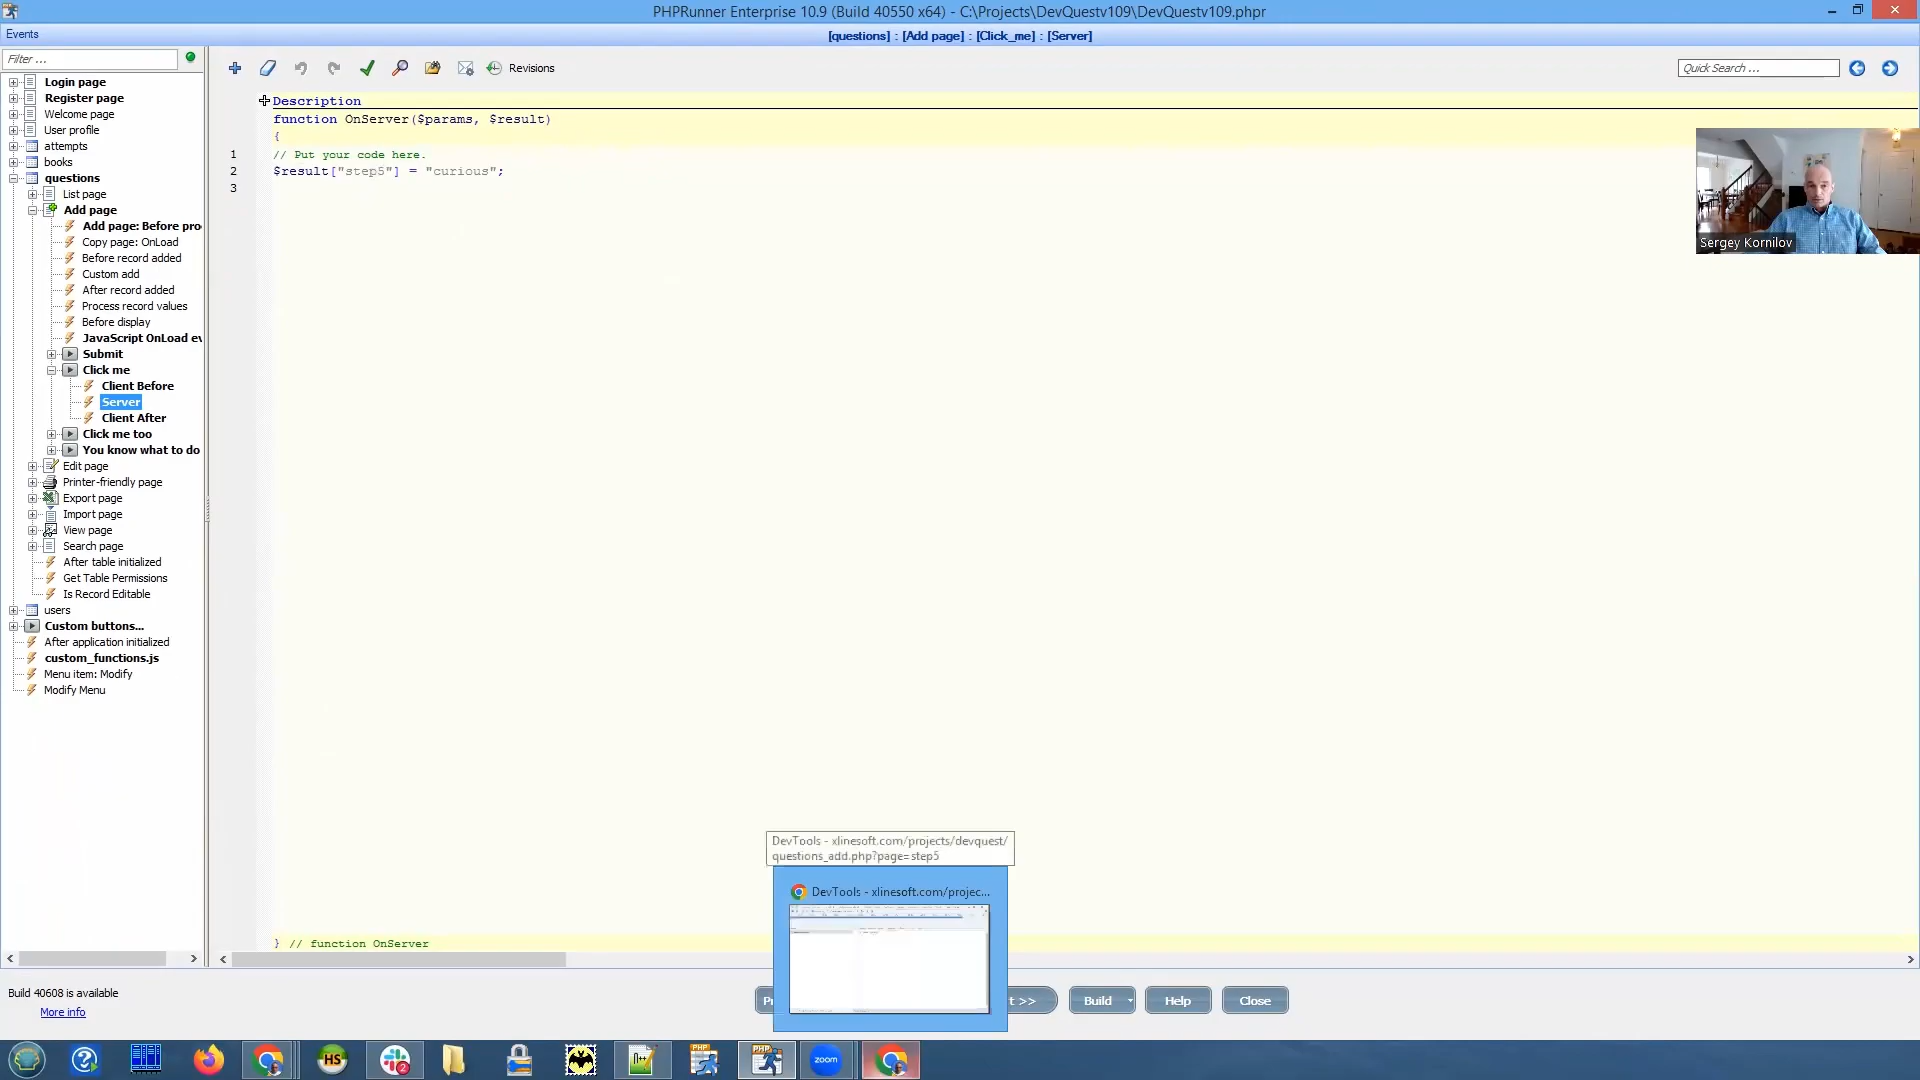 PHPRunner Enterprise 10.9 (Build 40550 x64) - C:\Projects\DevQuestv109\DevQuestv109.phpr
Events
[questions] : [Add page] : [Click_me] : [Server]
Filter ...
Revisions
Quick Search ...
Login page
Register page
Welcome page
User profile
attempts
books
questions
List page
Add page
Add page: Before pro
Copy page: OnLoad
Before record added
Custom add
After record added
Process record values
Before display
JavaScript OnLoad ev
Submit
Click me
Client Before
Server
Client After
Click me too
You know what to do
Edit page
Printer-friendly page
Export page
Import page
View page
Search page
After table initialized
Get Table Permissions
Is Record Editable
users
Custom buttons...
After application initialized
custom_functions.js
Menu item: Modify
Modify Menu
Description
function OnServer($params, $result)
{
1 // Put your code here.
2 $result["step5"] = "curious";
3
} // function OnServer
Sergey Kornilov
DevTools - xlinesoft.com/projects/devquest/
questions_add.php?page=step5
DevTools - xlinesoft.com/projec...
Build 40608 is available
More info
t >>
Build
Help
Close
HS
2
PHP
PHP
zoom